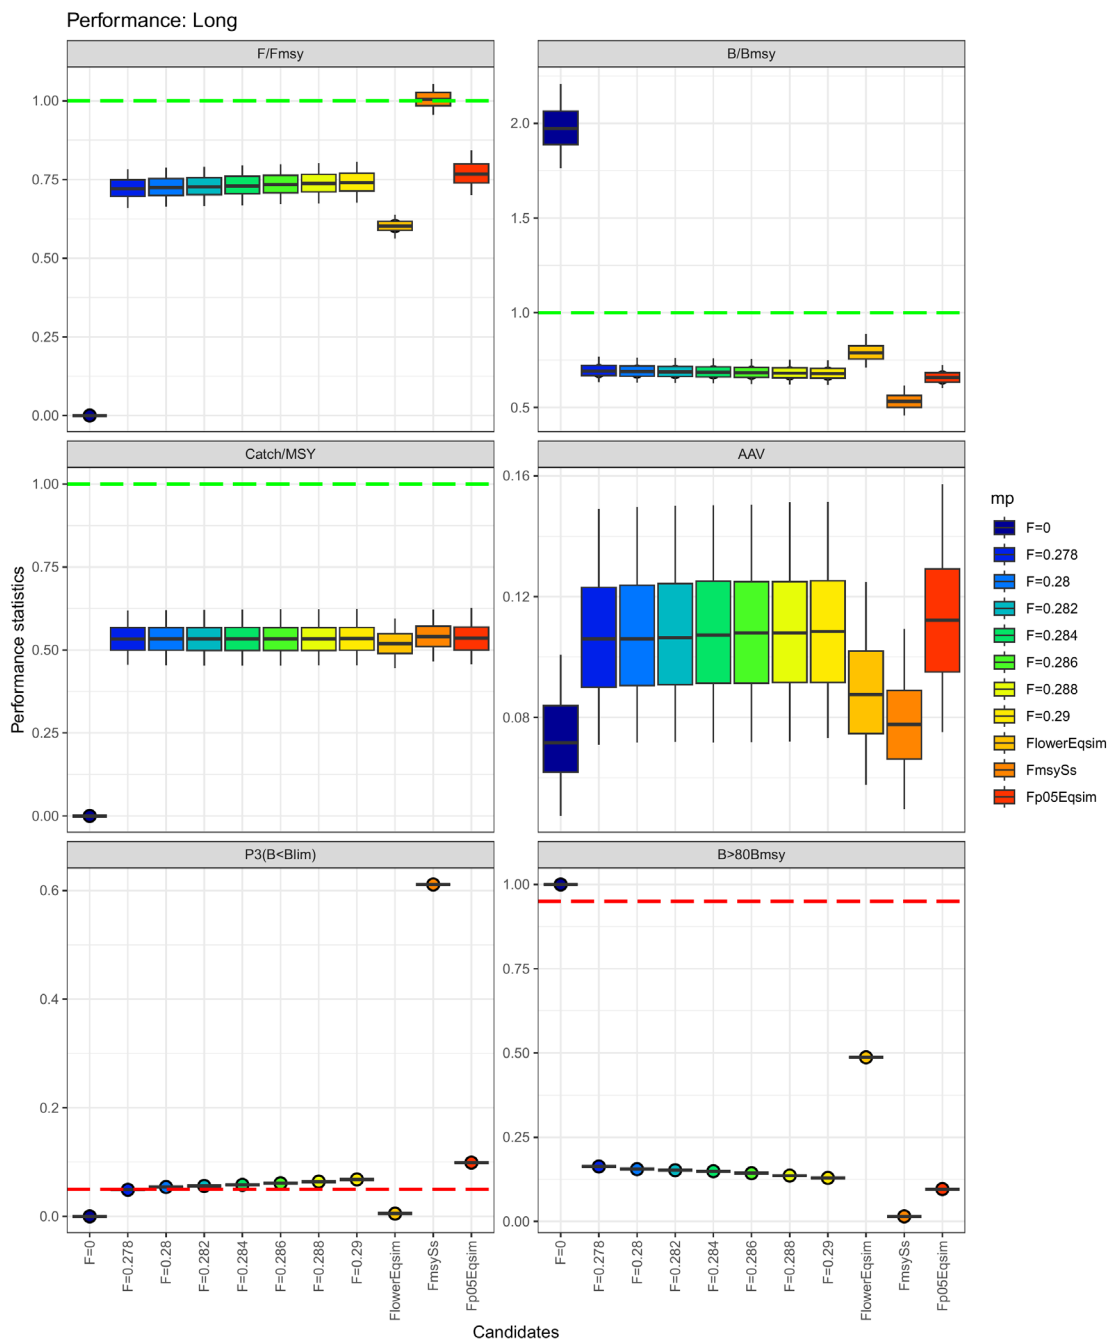 Performance: Long
F/Fmsy
B/Bmsy
1.00
0.75
0.50
0.25
0.00
2.0
1.5
1.0
0.5
Catch/MSY
AAV
1.00
0.75
0.50
0.25
0.00
0.16
0.12
0.08
Performance statistics
P3(B<Blim)
B>80Bmsy
0.6
0.4
0.2
0.0
1.00
0.75
0.50
0.25
0.00
F=0
F=0.278
F=0.28
F=0.282
F=0.284
F=0.286
F=0.288
F=0.29
FlowerEqsim
FmsySs
Fp05Eqsim
F=0
F=0.278
F=0.28
F=0.282
F=0.284
F=0.286
F=0.288
F=0.29
FlowerEqsim
FmsySs
Fp05Eqsim
Candidates
mp
F=0
F=0.278
F=0.28
F=0.282
F=0.284
F=0.286
F=0.288
F=0.29
FlowerEqsim
FmsySs
Fp05Eqsim